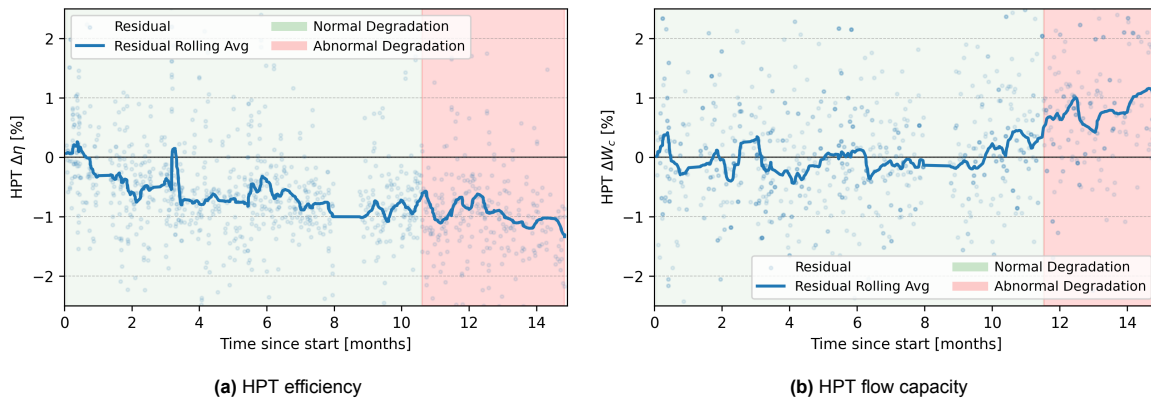 Residual
Residual Rolling Avg
Normal Degradation
Abnormal Degradation
2
1
0
−1
−2
HPT Δη [%]
0 2 4 6 8 10 12 14
Time since start [months]
(a) HPT efficiency
2
1
0
−1
−2
HPT ΔW_c [%]
Residual
Residual Rolling Avg
Normal Degradation
Abnormal Degradation
0 2 4 6 8 10 12 14
Time since start [months]
(b) HPT flow capacity